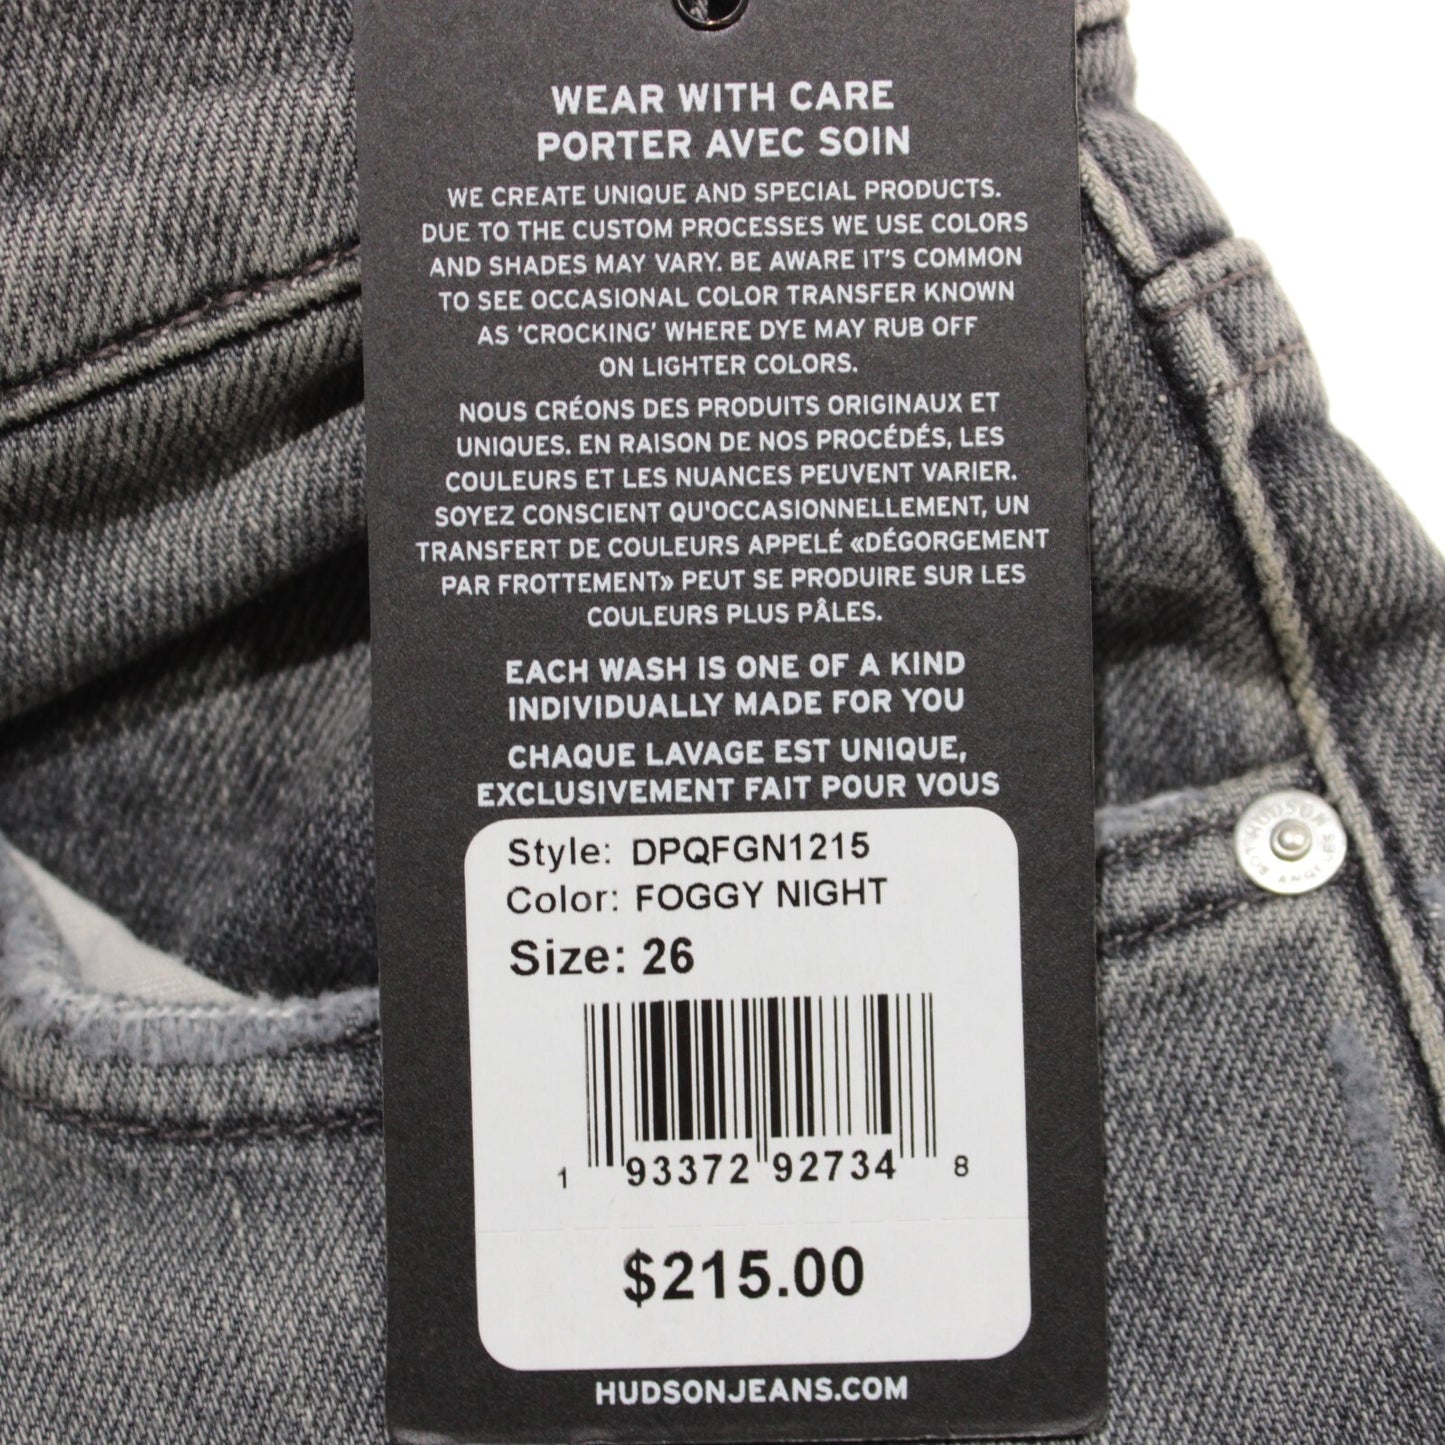 WEAR WITH CARE
PORTER AVEC SOIN
WE CREATE UNIQUE AND SPECIAL PRODUCTS.
DUE TO THE CUSTOM PROCESSES WE USE COLORS
AND SHADES MAY VARY. BE AWARE IT'S COMMON
TO SEE OCCASIONAL COLOR TRANSFER KNOWN
AS 'CROCKING' WHERE DYE MAY RUB OFF
ON LIGHTER COLORS.
NOUS CRÉONS DES PRODUITS ORIGINAUX ET
UNIQUES. EN RAISON DE NOS PROCÉDÉS, LES
COULEURS ET LES NUANCES PEUVENT VARIER.
SOYEZ CONSCIENT QU'OCCASIONNELLEMENT, UN
TRANSFERT DE COULEURS APPELÉ «DÉGORGEMENT
PAR FROTTEMENT» PEUT SE PRODUIRE SUR LES
COULEURS PLUS PÂLES.
EACH WASH IS ONE OF A KIND
INDIVIDUALLY MADE FOR YOU
CHAQUE LAVAGE EST UNIQUE,
EXCLUSIVEMENT FAIT POUR VOUS
Style: DPQFGN1215
Color: FOGGY NIGHT
Size: 26
1 93372 92734 8
$215.00
HUDSONJEANS.COM
HUDSON
LOS ANGELES